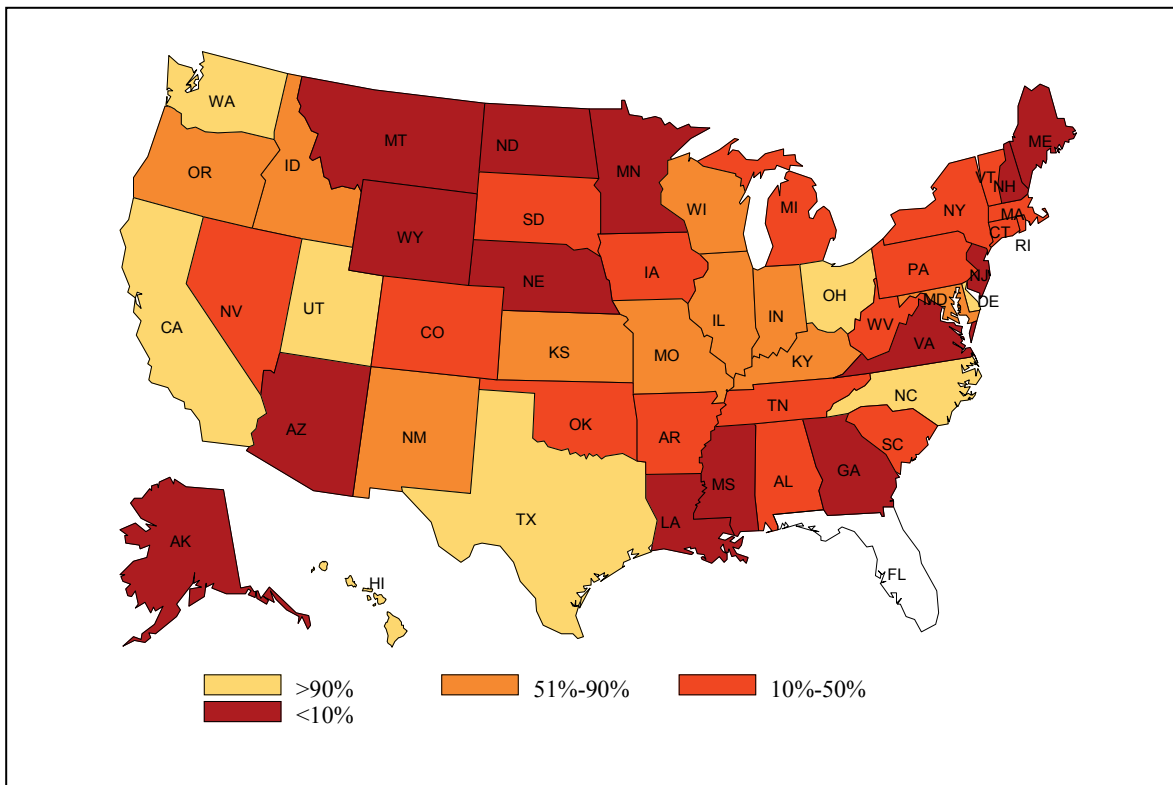 WA
MT
ND
MN
ME
OR
ID
WI
MI
VT
NH
SD
NY
MA
WY
CT
RI
IA
PA
NE
NJ
OH
DE
MD
UT
NV
IL
IN
CA
CO
WV
VA
KS
MO
KY
NC
TN
OK
AR
SC
AZ
NM
GA
MS
AL
TX
LA
AK
FL
HI
>90%
51%-90%
10%-50%
<10%